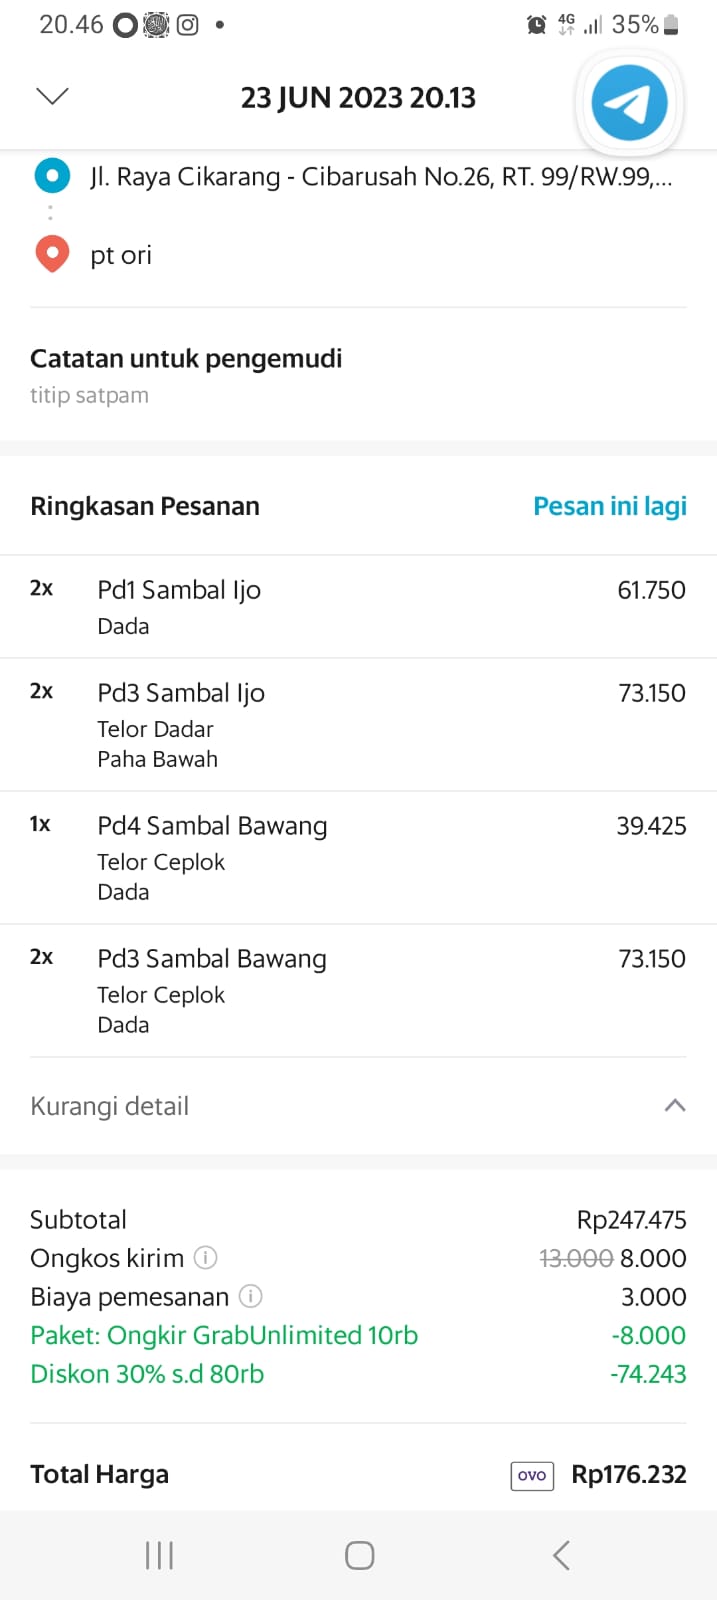 20.46
4G
35%
23 JUN 2023 20.13
Jl. Raya Cikarang - Cibarusah No.26, RT. 99/RW.99,...
pt ori
Catatan untuk pengemudi
titip satpam
Ringkasan Pesanan Pesan ini lagi
2x Pd1 Sambal Ijo 61.750
Dada
2x Pd3 Sambal Ijo 73.150
Telor Dadar
Paha Bawah
1x Pd4 Sambal Bawang 39.425
Telor Ceplok
Dada
2x Pd3 Sambal Bawang 73.150
Telor Ceplok
Dada
Kurangi detail
Subtotal Rp247.475
Ongkos kirim 13.000 8.000
Biaya pemesanan 3.000
Paket: Ongkir GrabUnlimited 10rb -8.000
Diskon 30% s.d 80rb -74.243
Total Harga OVO Rp176.232